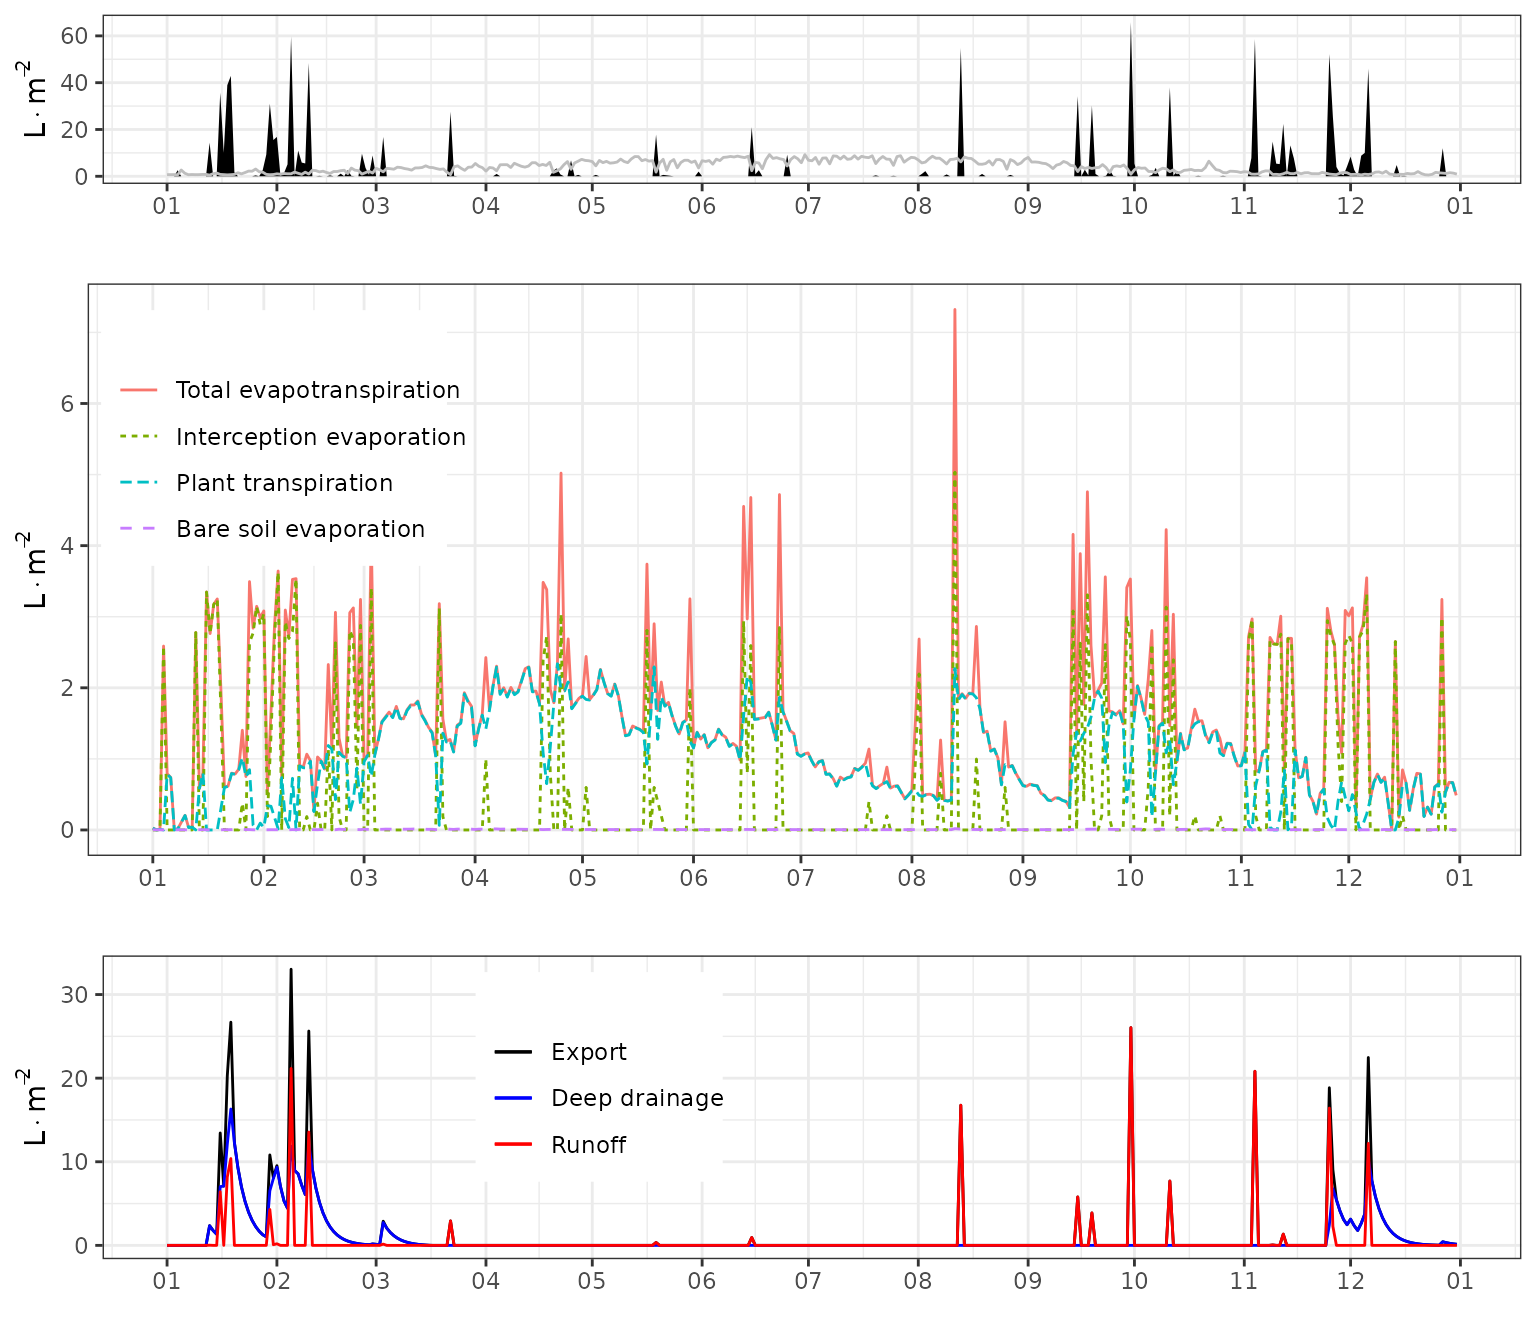 60
40
20
0
L · m⁻²
01 02 03 04 05 06 07 08 09 10 11 12 01
6
4
2
0
L · m⁻²
Total evapotranspiration
Interception evaporation
Plant transpiration
Bare soil evaporation
01 02 03 04 05 06 07 08 09 10 11 12 01
30
20
10
0
L · m⁻²
Export
Deep drainage
Runoff
01 02 03 04 05 06 07 08 09 10 11 12 01